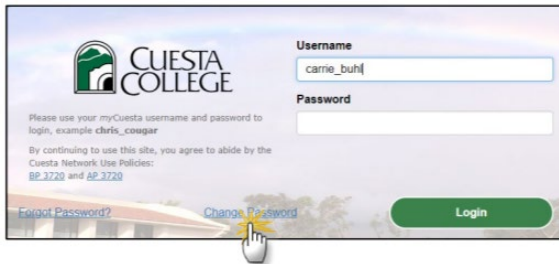 CUESTA
COLLEGE
Please use your myCuesta username and password to
login, example chris_cougar
By continuing to use this site, you agree to abide by the
Cuesta Network Use Policies:
BP 3720 and AP 3720
Username
carrie_buhl
Password
Forgot Password?
Change Password
Login